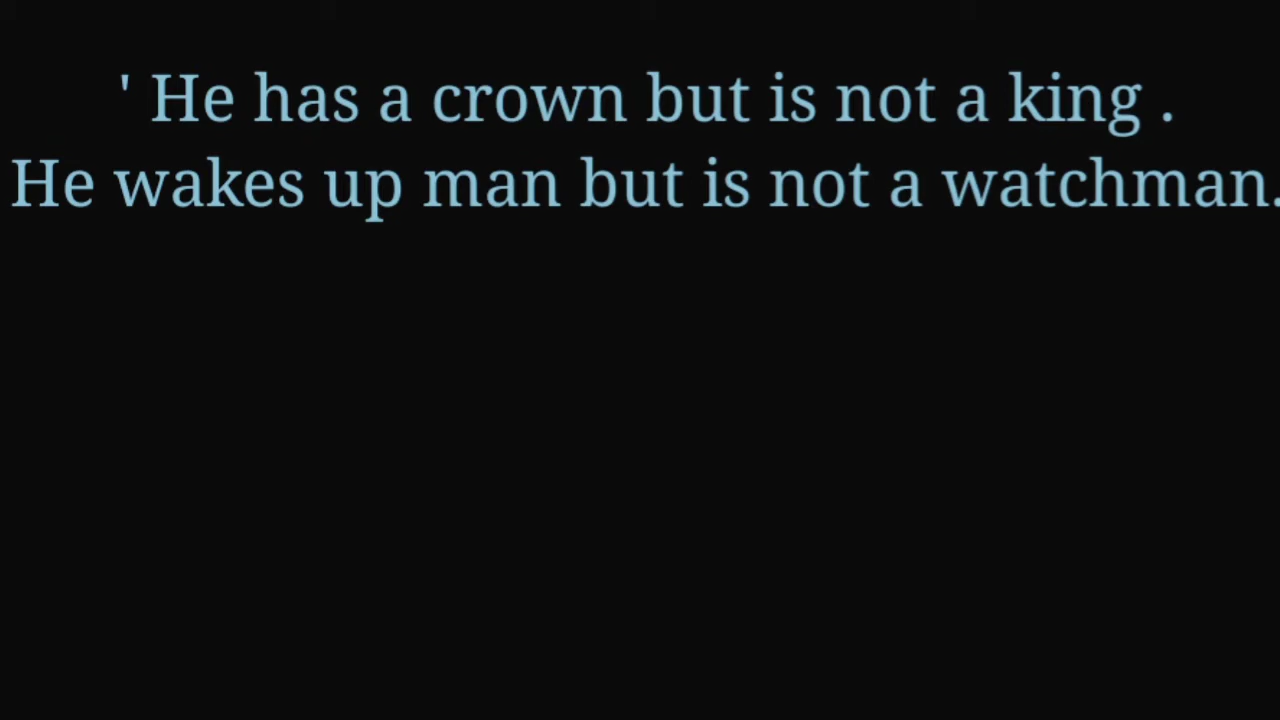 ' He has a crown but is not a king .
He wakes up man but is not a watchman.